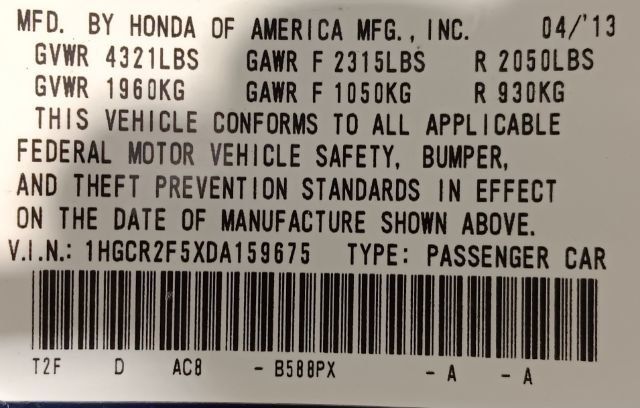 MFD. BY HONDA OF AMERICA MFG., INC. 04/'13
GVWR 4321LBS GAWR F 2315LBS R 2050LBS
GVWR 1960KG GAWR F 1050KG R 930KG
THIS VEHICLE CONFORMS TO ALL APPLICABLE
FEDERAL MOTOR VEHICLE SAFETY, BUMPER,
AND THEFT PREVENTION STANDARDS IN EFFECT
ON THE DATE OF MANUFACTURE SHOWN ABOVE.
V.I.N.: 1HGCR2F5XDA159675 TYPE: PASSENGER CAR
T2F D AC8 - B588PX - A - A